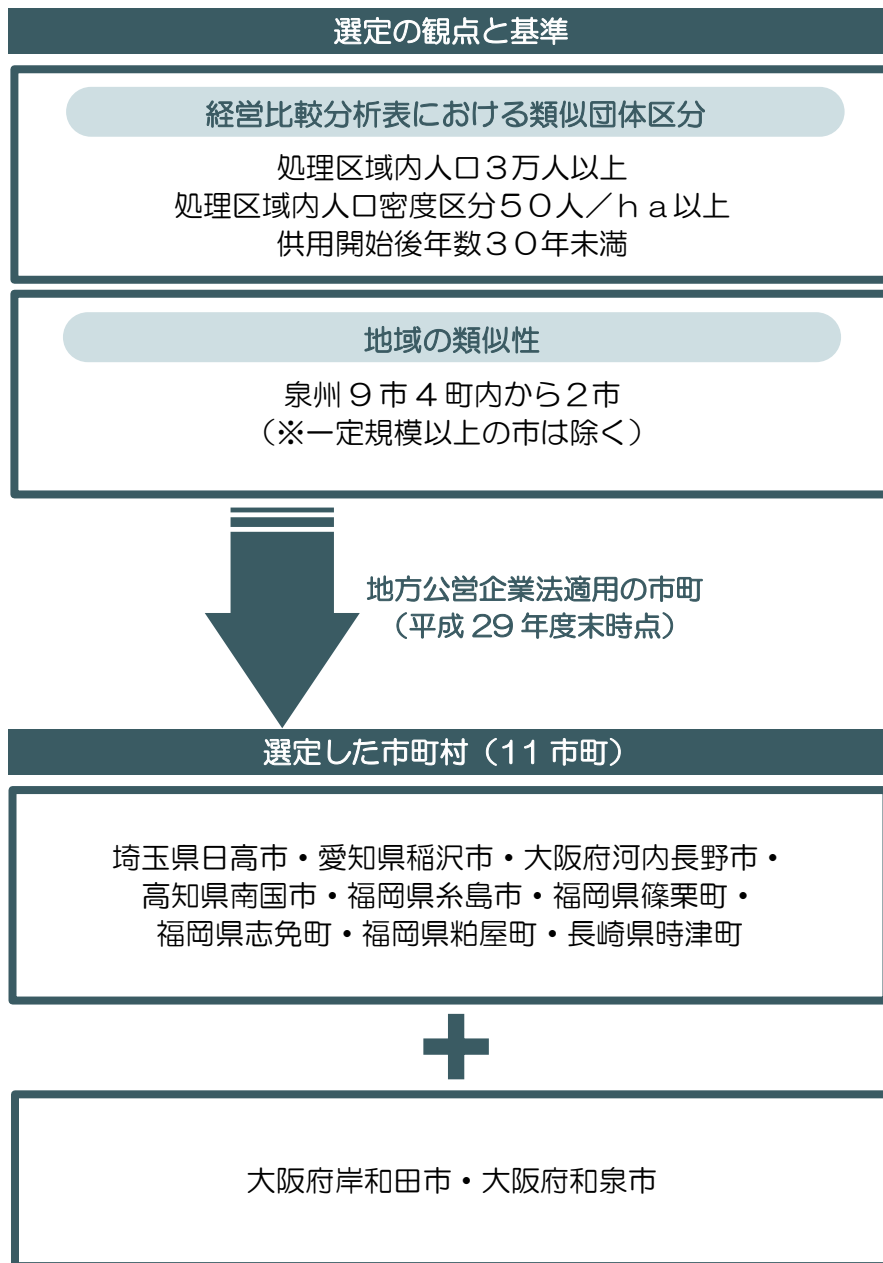 選定の観点と基準
経営比較分析表における類似団体区分
処理区域内人口3万人以上
処理区域内人口密度区分50人/ha以上
供用開始後年数30年未満
地域の類似性
泉州9市4町内から2市
(※一定規模以上の市は除く)
地方公営企業法適用の市町
(平成29年度末時点)
選定した市町村(11市町)
埼玉県日高市・愛知県稲沢市・大阪府河内長野市・
高知県南国市・福岡県糸島市・福岡県篠栗町・
福岡県志免町・福岡県粕屋町・長崎県時津町
+
大阪府岸和田市・大阪府和泉市